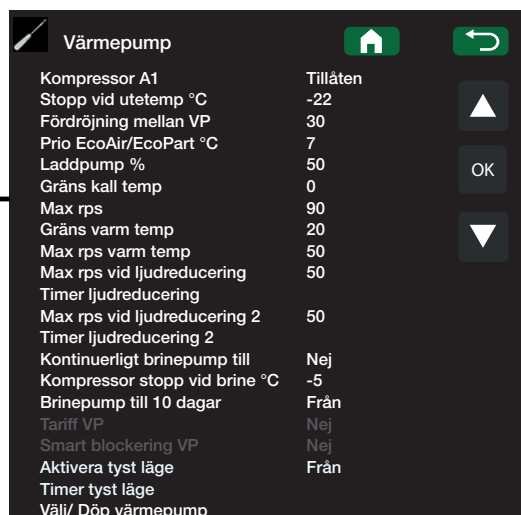 Värmepump
Kompressor A1 Tillåten
Stopp vid utetemp °C -22
Fördröjning mellan VP 30
Prio EcoAir/EcoPart °C 7
Laddpump % 50
Gräns kall temp 0
Max rps 90
Gräns varm temp 20
Max rps varm temp 50
Max rps vid ljudreducering 50
Timer ljudreducering
Max rps vid ljudreducering 2 50
Timer ljudreducering 2
Kontinuerligt brinepump till Nej
Kompressor stopp vid brine °C -5
Brinepump till 10 dagar Från
Tariff VP Nej
Smart blockering VP Nej
Aktivera tyst läge Från
Timer tyst läge
Välj/ Döp värmepump
OK